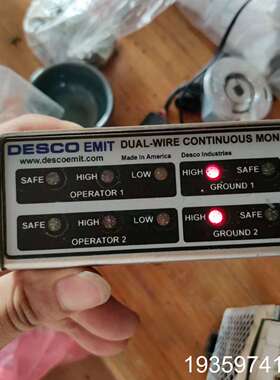 DESCO EMIT DUAL-WIRE CONTINUOUS MON
www.descoemit.com Made in America Desco Industries
SAFE HIGH LOW HIGH SAFE
OPERATOR 1 GROUND 1
SAFE HIGH LOW HIGH SAFE
OPERATOR 2 GROUND 2
19359741